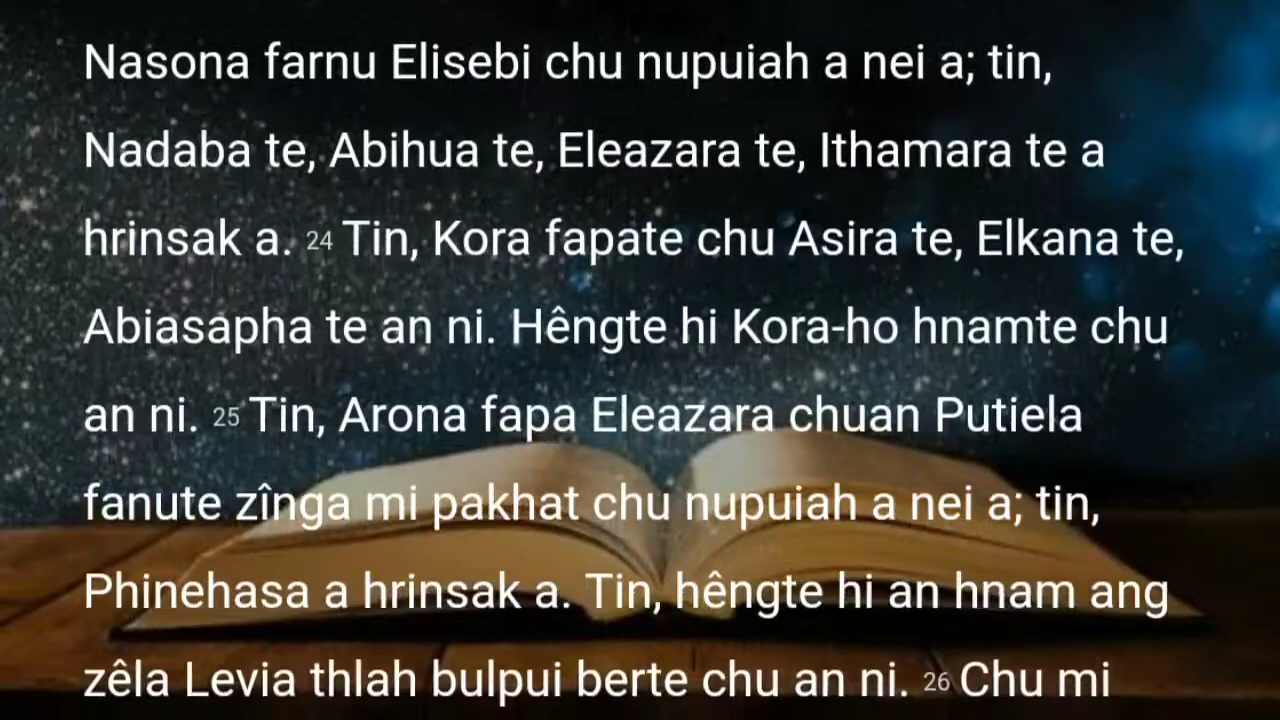 Nasona farnu Elisebi chu nupuiah a nei a; tin,
Nadaba te, Abihua te, Eleazara te, Ithamara te a
hrinsak a. 24 Tin, Kora fapate chu Asira te, Elkana te,
Abiasapha te an ni. Hêngte hi Kora-ho hnamte chu
an ni. 25 Tin, Arona fapa Eleazara chuan Putiela
fanute zînga mi pakhat chu nupuiah a nei a; tin,
Phinehasa a hrinsak a. Tin, hêngte hi an hnam ang
zêla Levia thlah bulpui berte chu an ni. 26 Chu mi